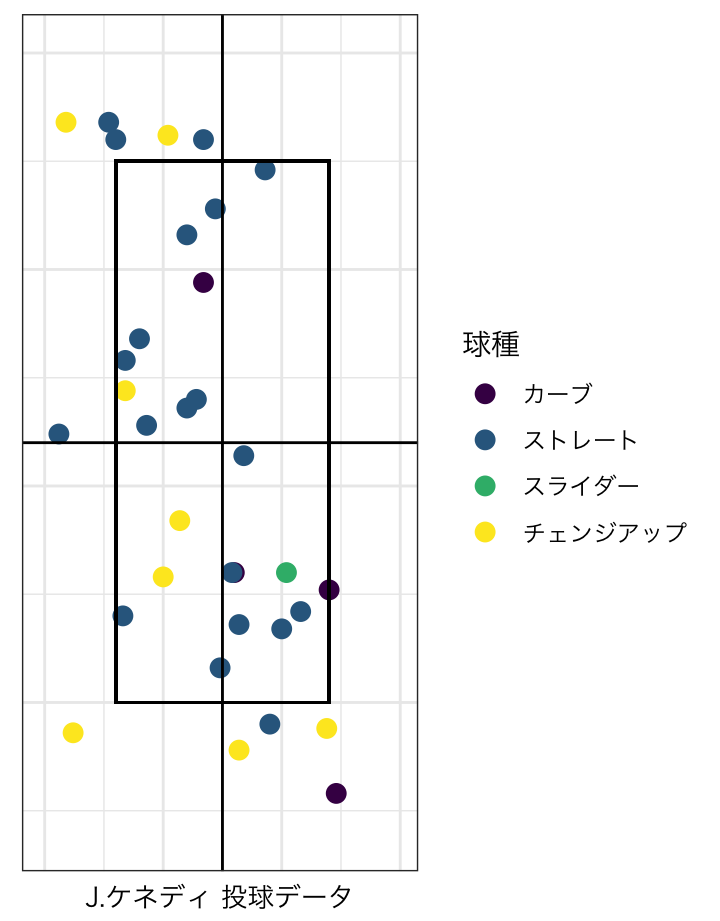 球種
カーブ
ストレート
スライダー
チェンジアップ
J.ケネディ 投球データ